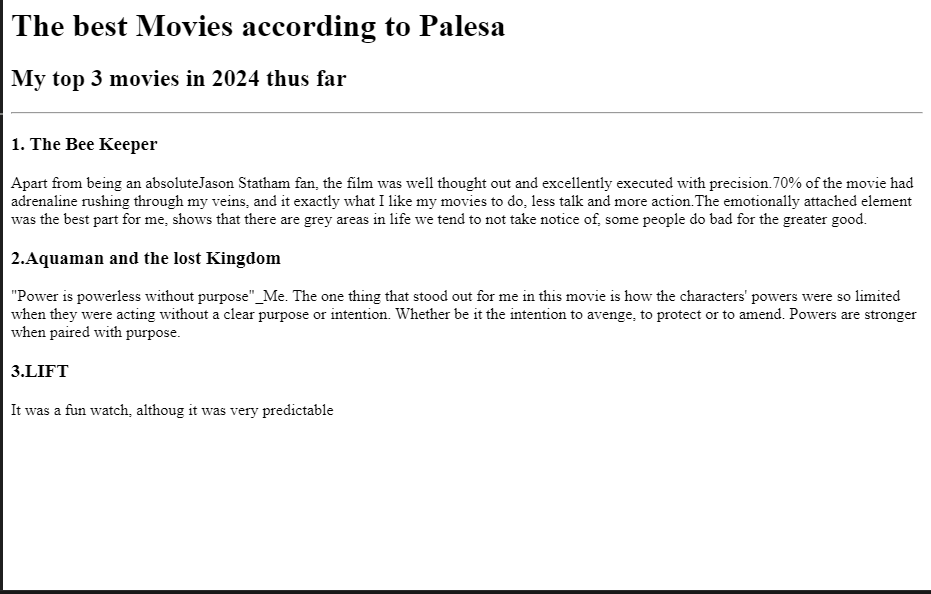 The best Movies according to Palesa
My top 3 movies in 2024 thus far
1. The Bee Keeper
Apart from being an absoluteJason Statham fan, the film was well thought out and excellently executed with precision.70% of the movie had
adrenaline rushing through my veins, and it exactly what I like my movies to do, less talk and more action.The emotionally attached element
was the best part for me, shows that there are grey areas in life we tend to not take notice of, some people do bad for the greater good.
2.Aquaman and the lost Kingdom
"Power is powerless without purpose"_Me. The one thing that stood out for me in this movie is how the characters' powers were so limited
when they were acting without a clear purpose or intention. Whether be it the intention to avenge, to protect or to amend. Powers are stronger
when paired with purpose.
3.LIFT
It was a fun watch, althoug it was very predictable